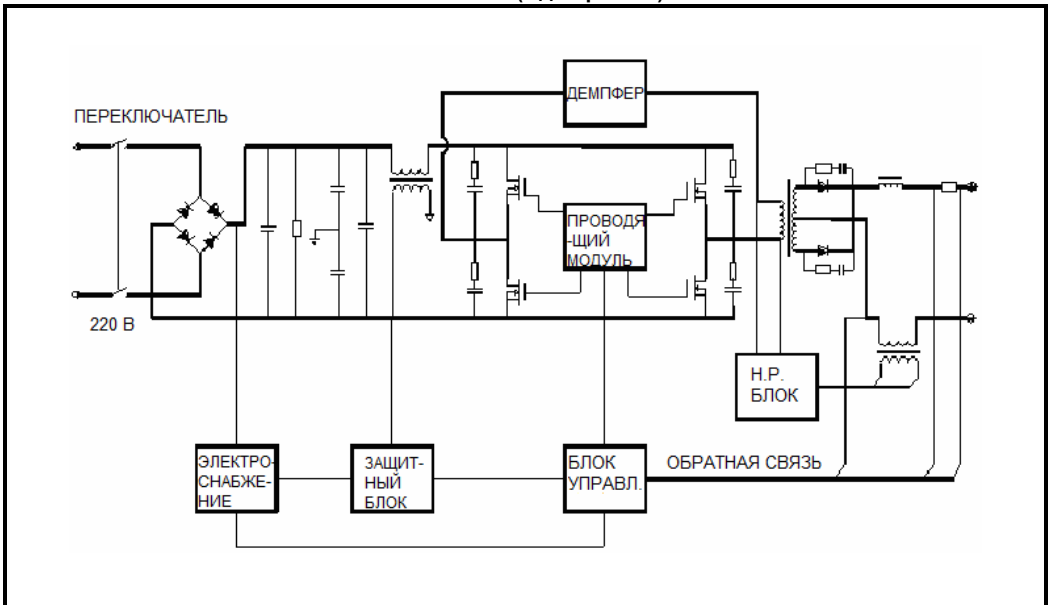 ДЕМПФЕР
ПЕРЕКЛЮЧАТЕЛЬ
ПРОВОДЯ
-ЩИЙ
МОДУЛЬ
220 В
Н.Р.
БЛОК
ЭЛЕКТРО-
СНАБЖЕ-
НИЕ
ЗАЩИТ-
НЫЙ
БЛОК
БЛОК
УПРАВЛ.
ОБРАТНАЯ СВЯЗЬ